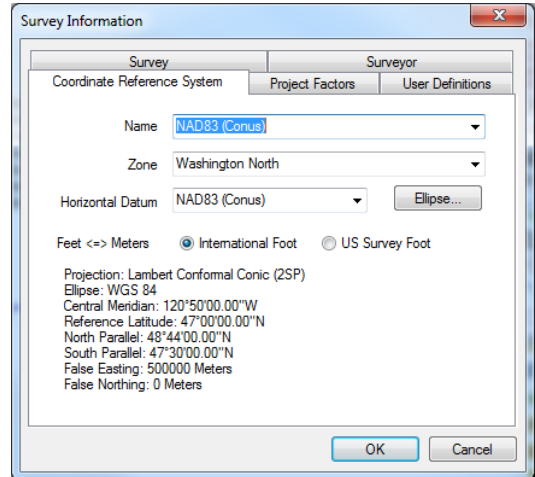 Survey Information
Survey
Surveyor
Coordinate Reference System
Project Factors
User Definitions
Name
NAD83 (Conus)
Zone
Washington North
Horizontal Datum
NAD83 (Conus)
Ellipse...
Feet <=> Meters
International Foot
US Survey Foot
Projection: Lambert Conformal Conic (2SP)
Ellipse: WGS 84
Central Meridian: 120°50'00.00"W
Reference Latitude: 47°00'00.00"N
North Parallel: 48°44'00.00"N
South Parallel: 47°30'00.00"N
False Easting: 500000 Meters
False Northing: 0 Meters
OK
Cancel